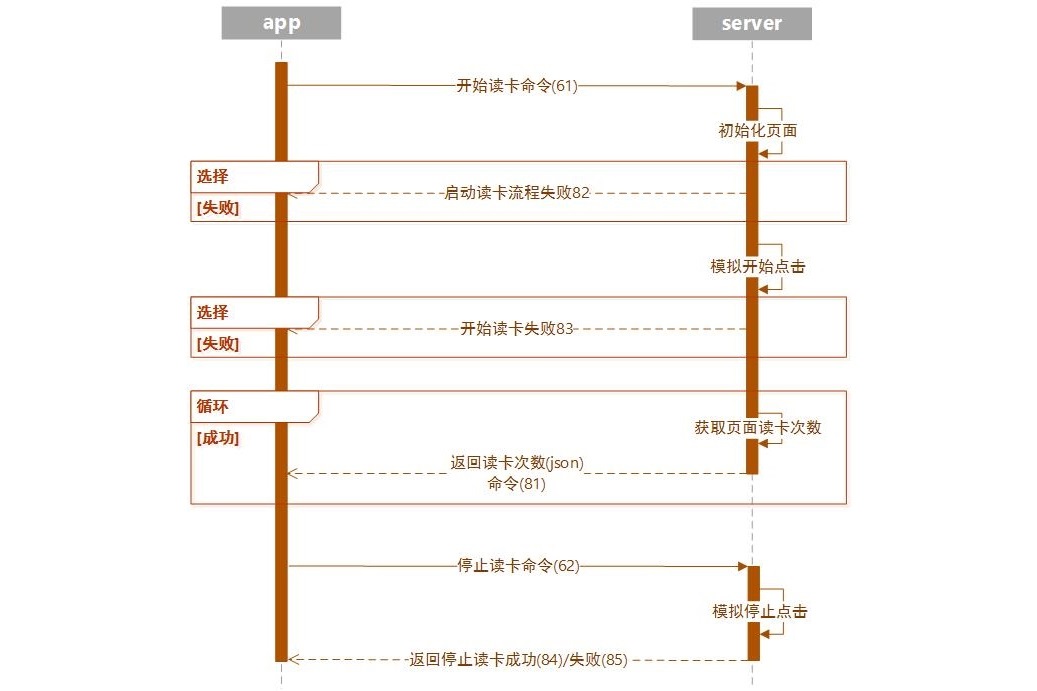 app
server
开始读卡命令(61)
初始化页面
选择
启动读卡流程失败82
[失败]
模拟开始点击
选择
开始读卡失败83
[失败]
循环
获取页面读卡次数
[成功]
返回读卡次数(json)
命令(81)
停止读卡命令(62)
模拟停止点击
返回停止读卡成功(84)/失败(85)